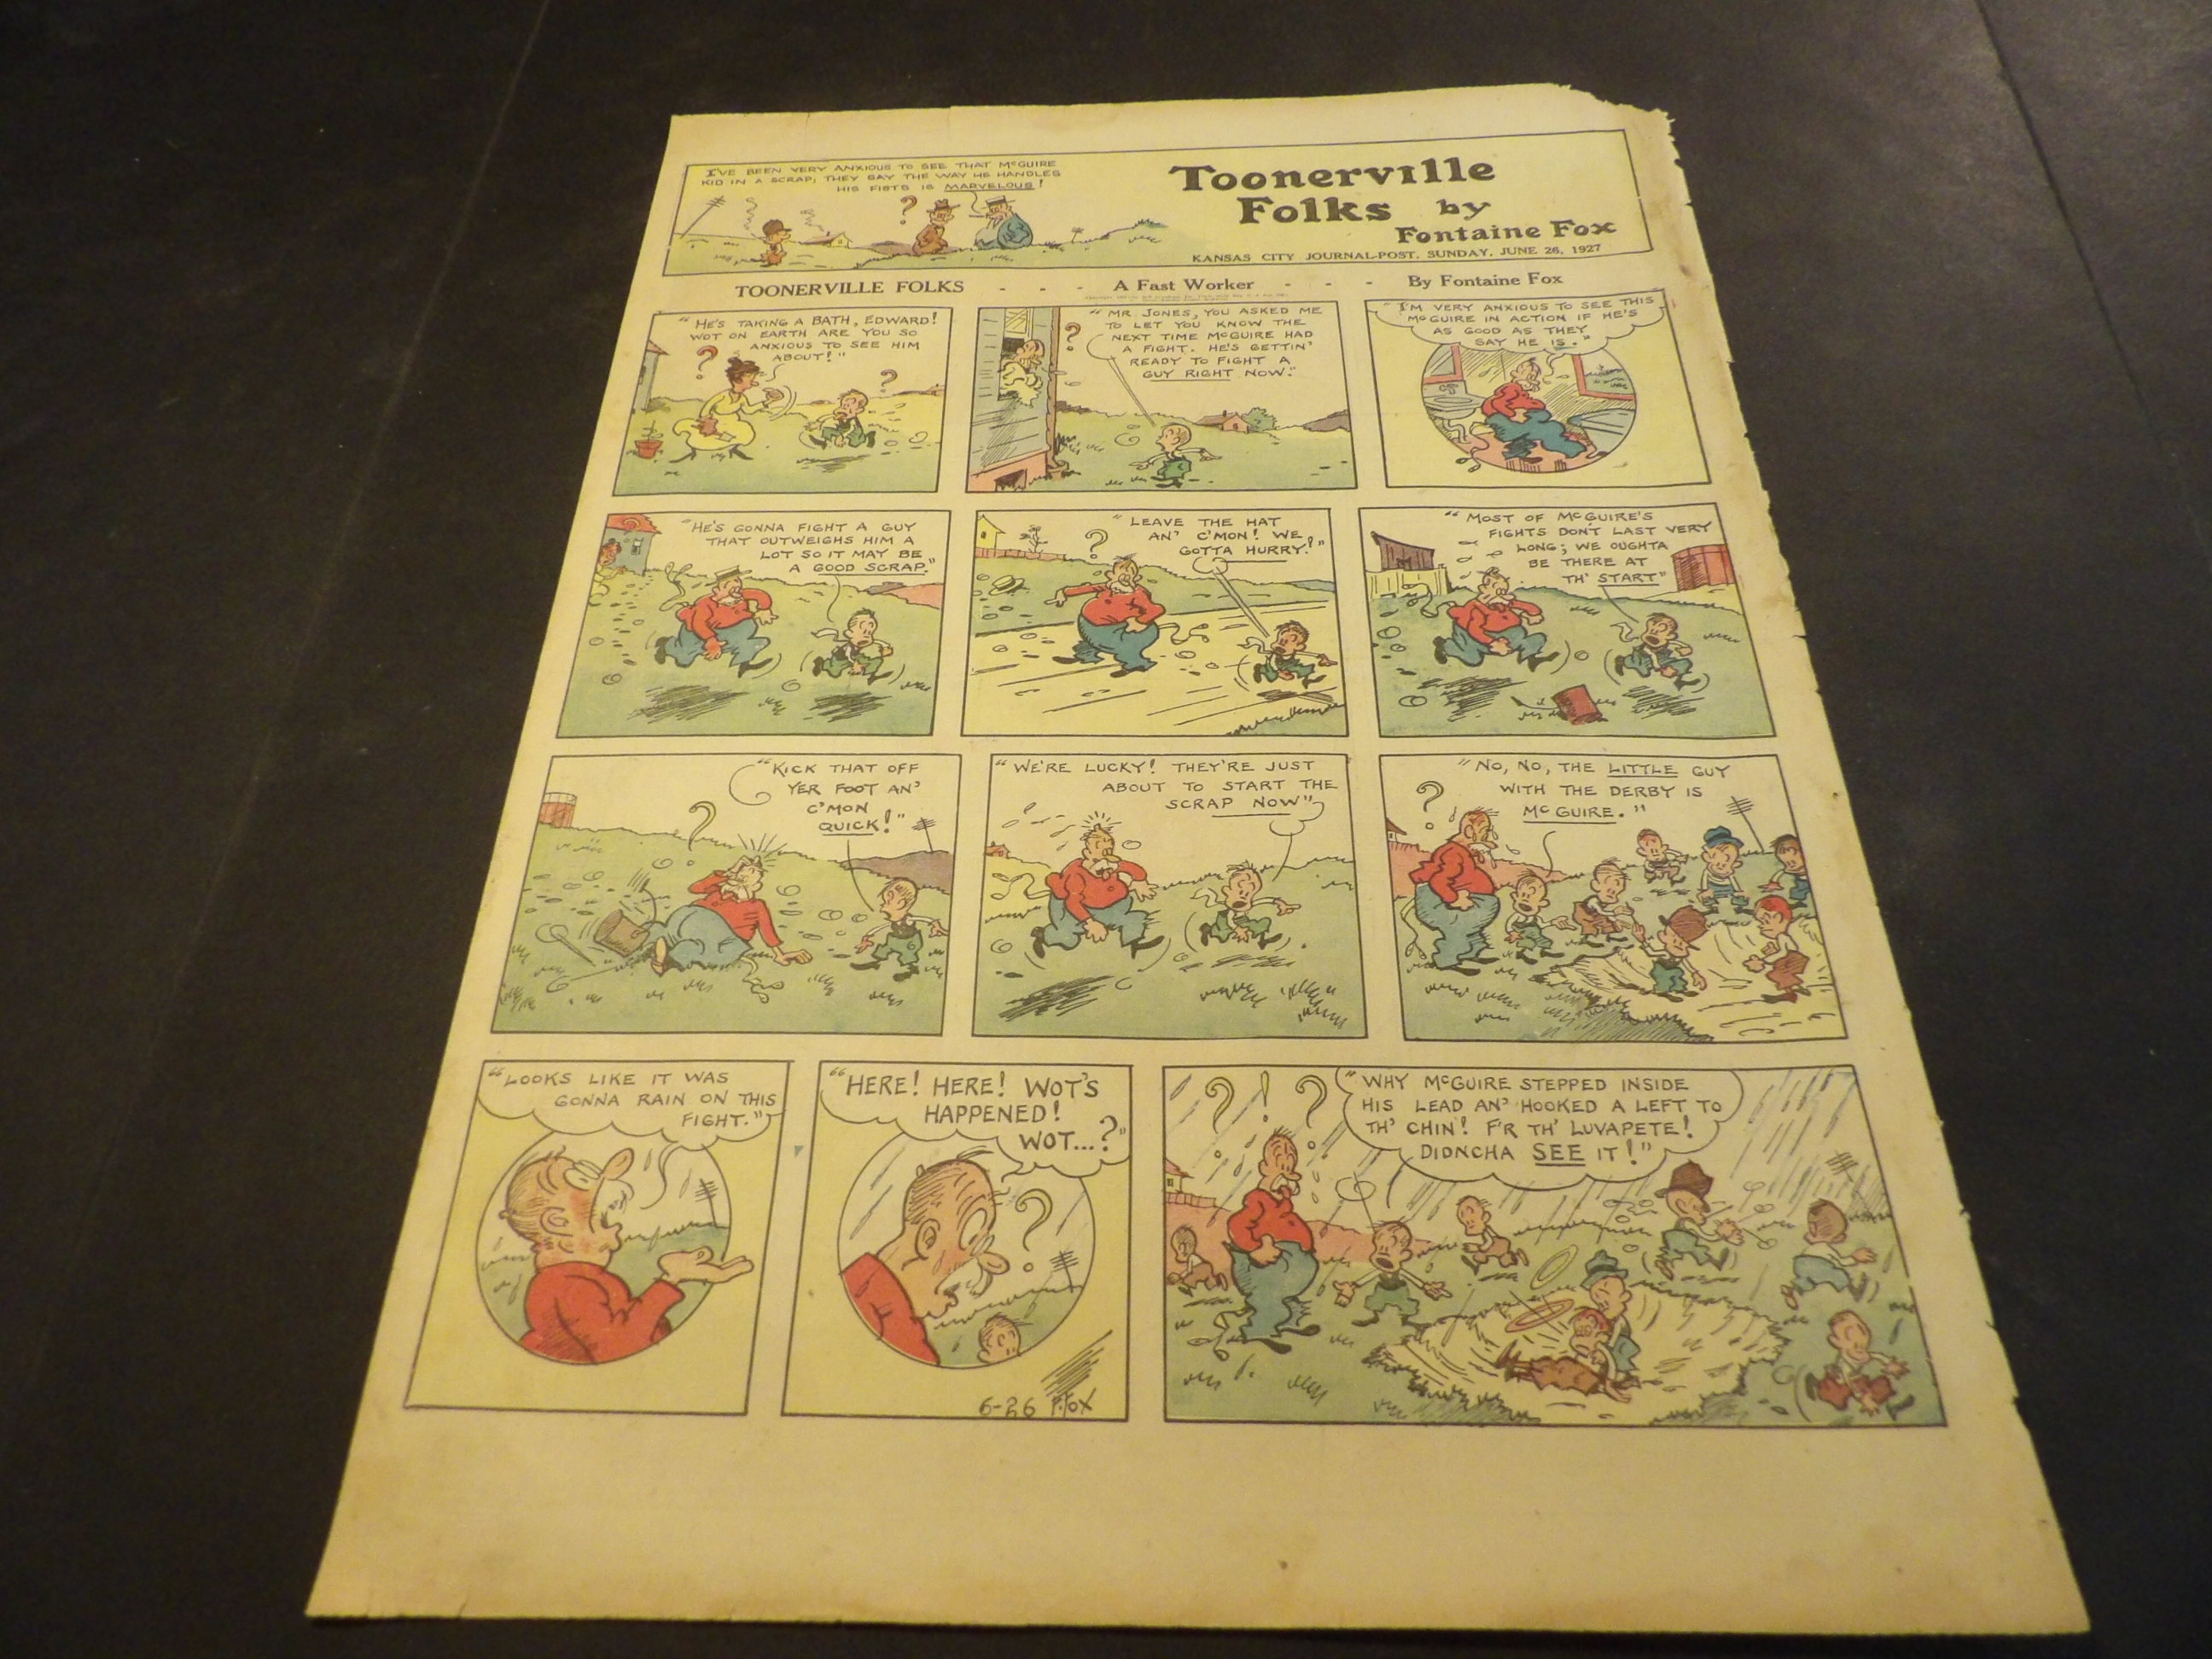 I'VE BEEN VERY ANXIOUS TO SEE THAT McGUIRE
KID IN A SCRAP; THEY SAY THE WAY HE HANDLES
HIS FISTS IS MARVELOUS!
?
Toonerville
Folks by
Fontaine Fox
KANSAS CITY JOURNAL-POST, SUNDAY, JUNE 26, 1927
TOONERVILLE FOLKS - - - A Fast Worker - - - By Fontaine Fox
"HE'S TAKING A BATH, EDWARD!
WOT ON EARTH ARE YOU SO
ANXIOUS TO SEE HIM
ABOUT!"
?
?
"MR. JONES, YOU ASKED ME
TO LET YOU KNOW THE
NEXT TIME McGUIRE HAD
A FIGHT. HE'S GETTIN'
READY TO FIGHT A
GUY RIGHT NOW."
?
"I'M VERY ANXIOUS TO SEE THIS
McGUIRE IN ACTION IF HE'S
AS GOOD AS THEY
SAY HE IS."
"HE'S GONNA FIGHT A GUY
THAT OUTWEIGHS HIM A
LOT SO IT MAY BE
A GOOD SCRAP."
"LEAVE THE HAT
AN' C'MON! WE
GOTTA HURRY!"
?
"MOST OF McGUIRE'S
FIGHTS DON'T LAST VERY
LONG; WE OUGHTA
BE THERE AT
TH' START"
"KICK THAT OFF
YER FOOT AN'
C'MON
QUICK!"
?
"WE'RE LUCKY! THEY'RE JUST
ABOUT TO START THE
SCRAP NOW"
"NO, NO, THE LITTLE GUY
WITH THE DERBY IS
McGUIRE."
?
"LOOKS LIKE IT WAS
GONNA RAIN ON THIS
FIGHT."
"HERE! HERE! WOT'S
HAPPENED!
WOT...?"
?
6-26 F. FOX
? ! ?
"WHY McGUIRE STEPPED INSIDE
HIS LEAD AN' HOOKED A LEFT TO
TH' CHIN! F'R TH' LUVAPETE!
DIDNCHA SEE IT!"